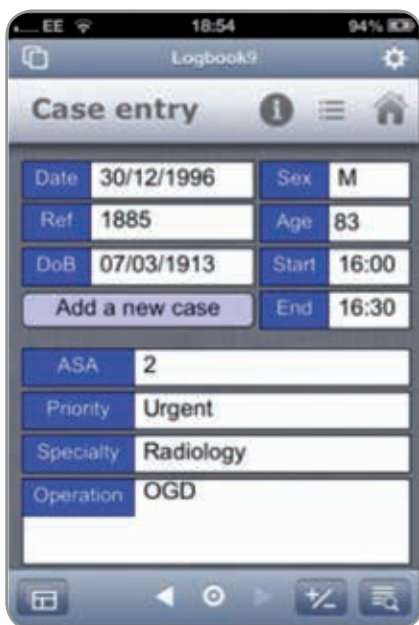 EE 18:54 94%
Logbook9
Case entry
Date 30/12/1996 Sex M
Ref 1885 Age 83
DoB 07/03/1913 Start 16:00
Add a new case End 16:30
ASA 2
Priority Urgent
Specialty Radiology
Operation OGD